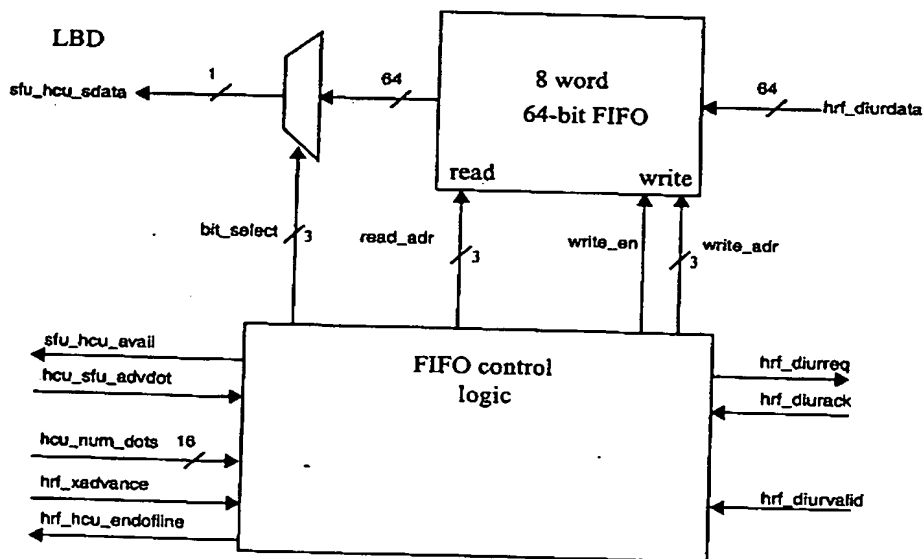 LBD
8 word
64-bit FIFO
1
64
64
sfu_hcu_sdata
hrf_diurdata
read
write
bit_select
3
read_adr
3
write_en
write_adr
3
sfu_hcu_avail
hcu_sfu_advdot
FIFO control
logic
hrf_diurreq
hrf_diurack
hcu_num_dots
16
hrf_xadvance
hrf_diurvalid
hrf_hcu_endofline